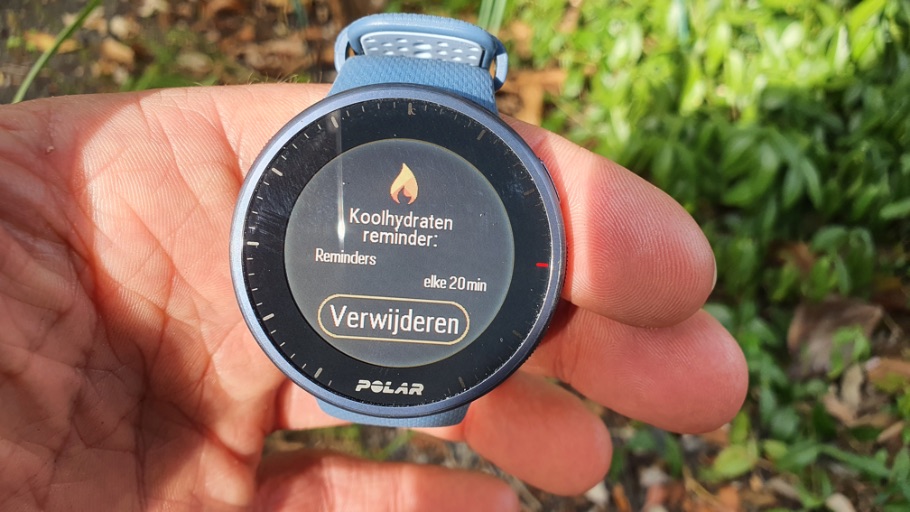 Koolhydraten
reminder:
Reminders
elke 20 min
Verwijderen
POLAR